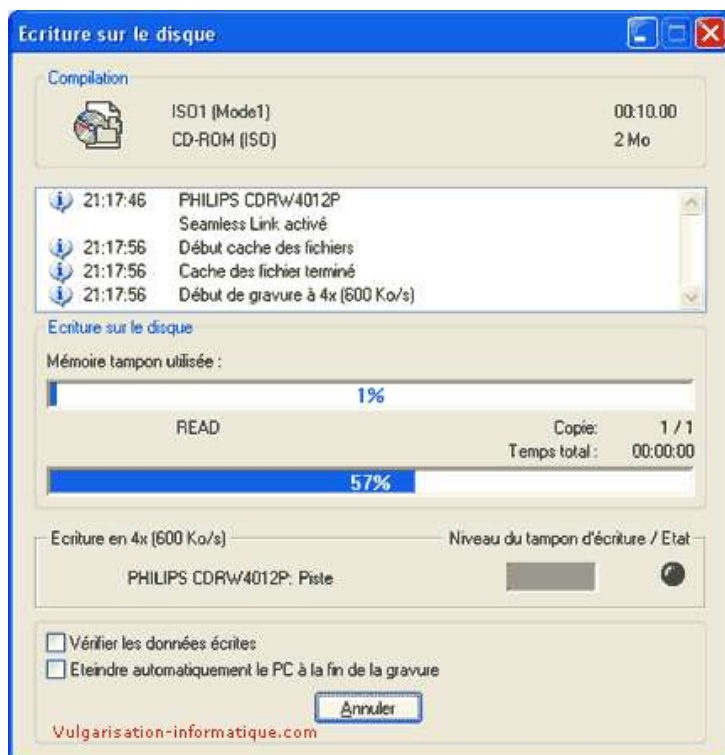 Ecriture sur le disque
Compilation
ISO1 (Mode1) 00:10.00
CD-ROM (ISO) 2 Mo
21:17:46 PHILIPS CDRW4012P
Seamless Link activé
21:17:56 Début cache des fichiers
21:17:56 Cache des fichier terminé
21:17:56 Début de gravure à 4x (600 Ko/s)
Ecriture sur le disque
Mémoire tampon utilisée :
1%
READ Copie: 1 / 1
Temps total : 00:00:00
57%
Ecriture en 4x (600 Ko/s) Niveau du tampon d'écriture / Etat
PHILIPS CDRW4012P: Piste
Vérifier les données écrites
Eteindre automatiquement le PC à la fin de la gravure
Annuler
Vulgarisation-informatique.com